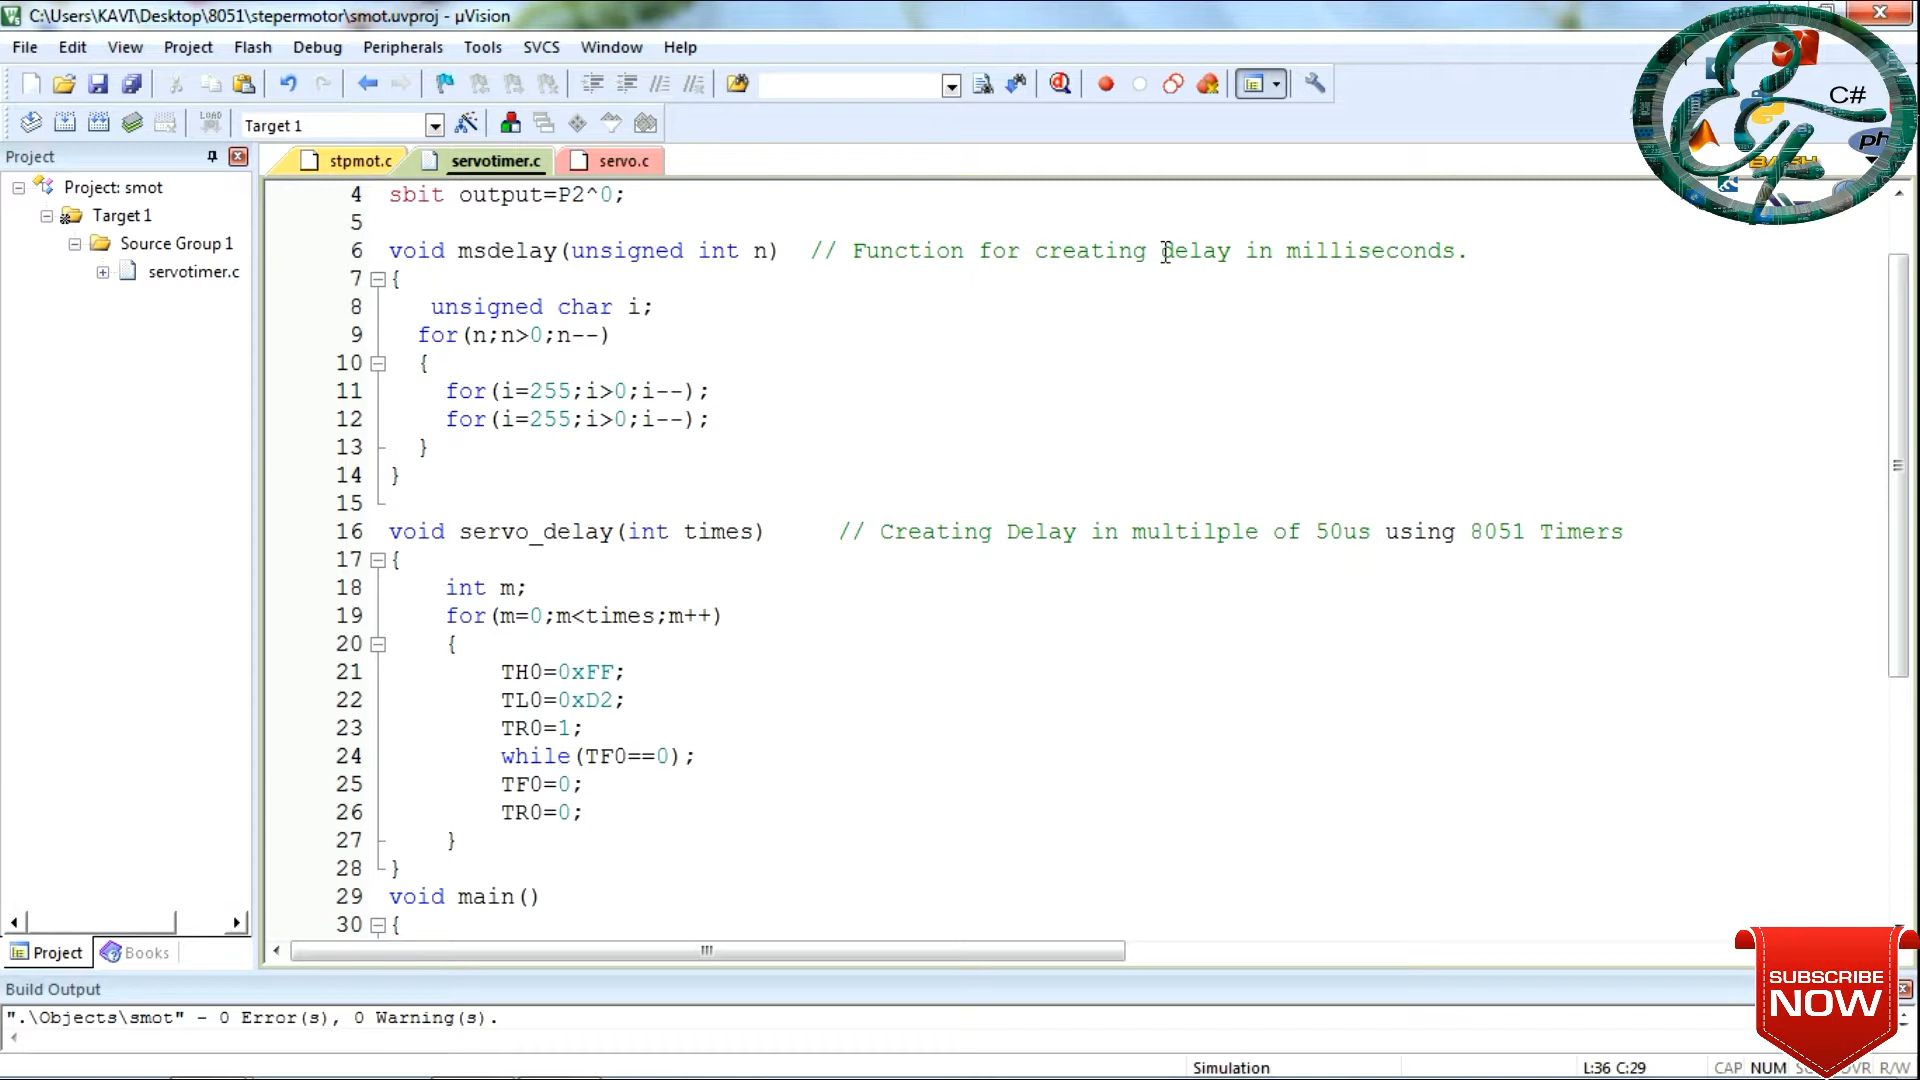 C:\Users\KAVI\Desktop\8051\stepermotor\smot.uvproj - µVision
File Edit View Project Flash Debug Peripherals Tools SVCS Window Help
LOAD
Target 1
C#
ph
Project
stpmot.c servotimer.c servo.c
Project: smot
Target 1
Source Group 1
servotimer.c
4 sbit output=P2^0;
5
6 void msdelay(unsigned int n) // Function for creating delay in milliseconds.
7 {
8 unsigned char i;
9 for(n;n>0;n--)
10 {
11 for(i=255;i>0;i--);
12 for(i=255;i>0;i--);
13 }
14 }
15
16 void servo_delay(int times) // Creating Delay in multilple of 50us using 8051 Timers
17 {
18 int m;
19 for(m=0;m<times;m++)
20 {
21 TH0=0xFF;
22 TL0=0xD2;
23 TR0=1;
24 while(TF0==0);
25 TF0=0;
26 TR0=0;
27 }
28 }
29 void main()
30 {
Project Books
Build Output
".\Objects\smot" - 0 Error(s), 0 Warning(s).
SUBSCRIBE
NOW
Simulation L:36 C:29 CAP NUM R/W